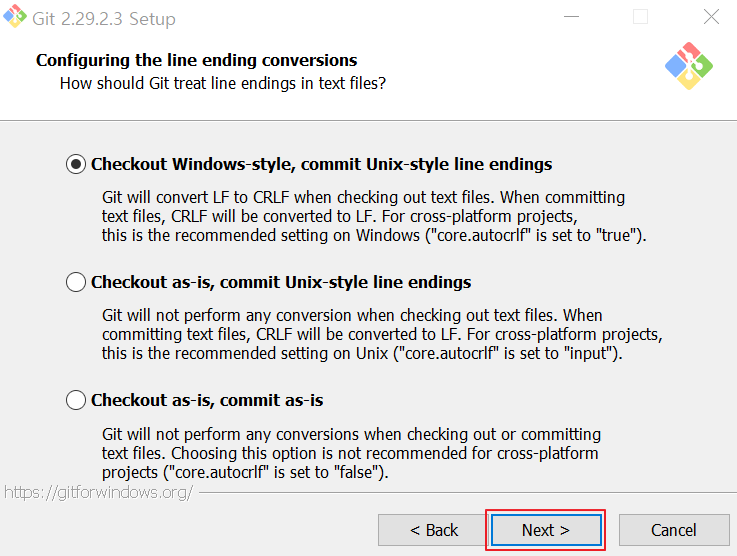 Git 2.29.2.3 Setup
Configuring the line ending conversions
How should Git treat line endings in text files?
Checkout Windows-style, commit Unix-style line endings
Git will convert LF to CRLF when checking out text files. When committing
text files, CRLF will be converted to LF. For cross-platform projects,
this is the recommended setting on Windows ("core.autocrlf" is set to "true").
Checkout as-is, commit Unix-style line endings
Git will not perform any conversion when checking out text files. When
committing text files, CRLF will be converted to LF. For cross-platform projects,
this is the recommended setting on Unix ("core.autocrlf" is set to "input").
Checkout as-is, commit as-is
Git will not perform any conversions when checking out or committing
text files. Choosing this option is not recommended for cross-platform
projects ("core.autocrlf" is set to "false").
https://gitforwindows.org/
< Back Next > Cancel